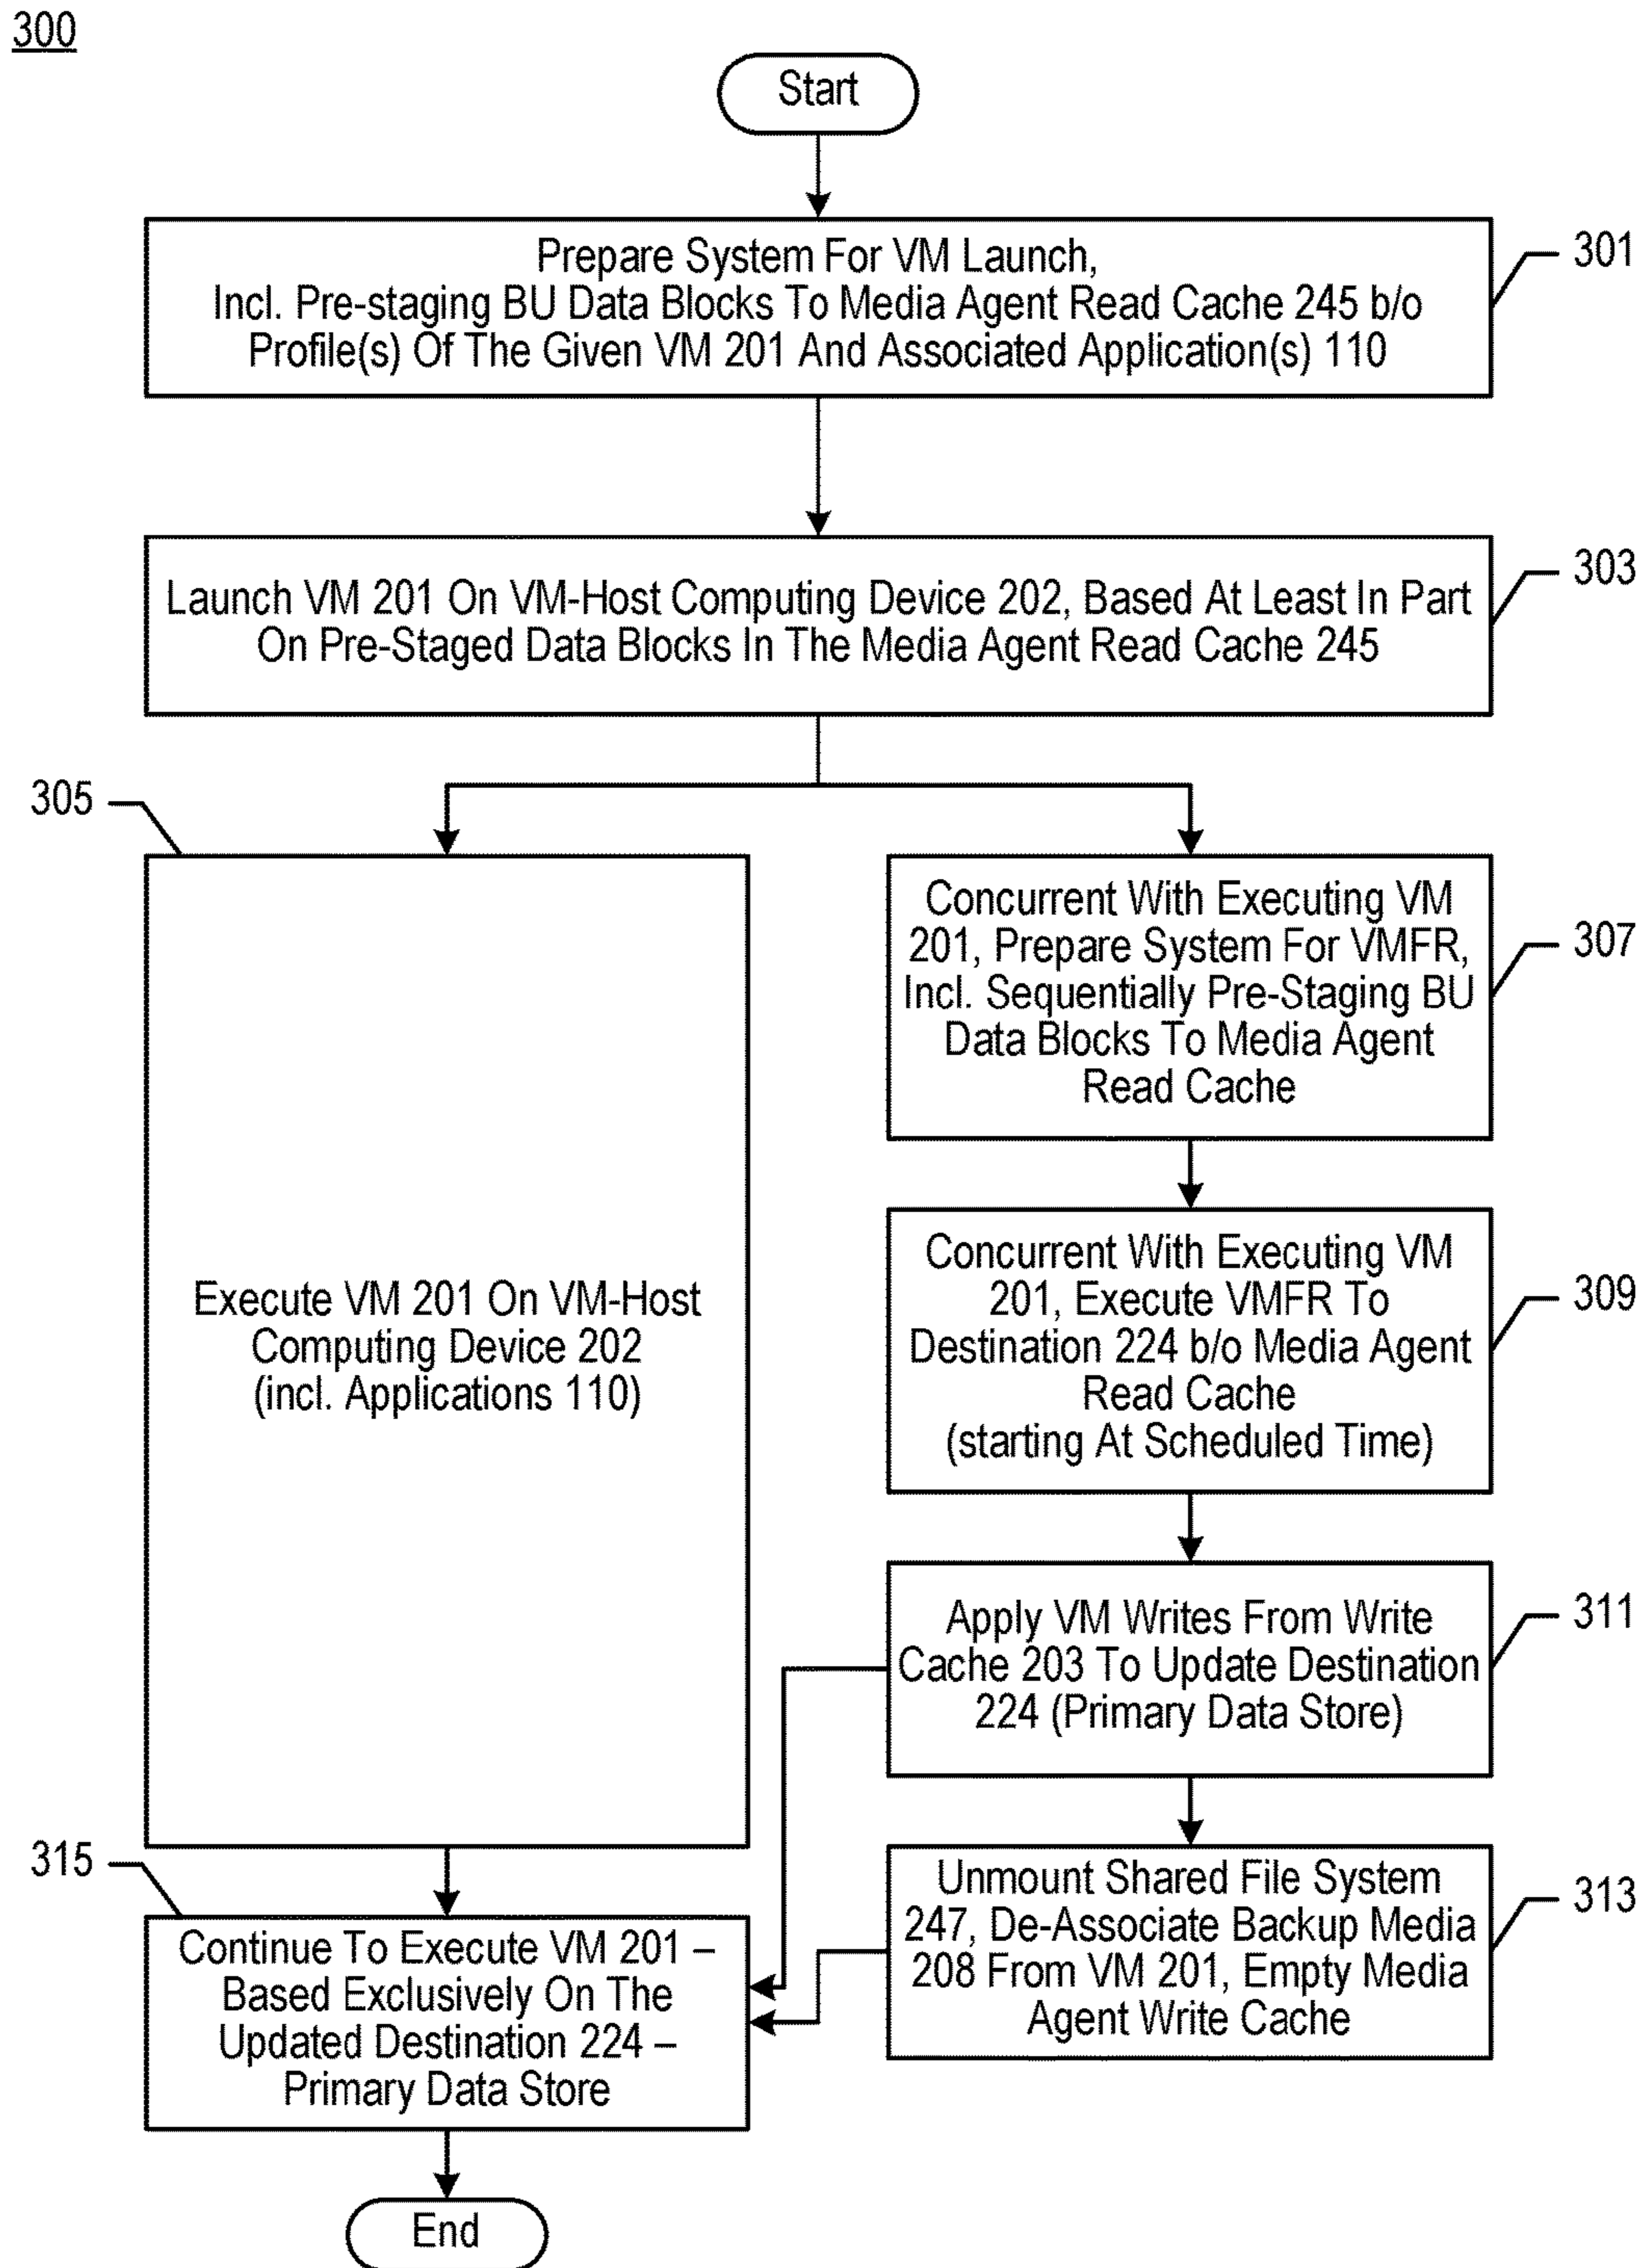 300
Start
Prepare System For VM Launch,
Incl. Pre-staging BU Data Blocks To Media Agent Read Cache 245 b/o
Profile(s) Of The Given VM 201 And Associated Application(s) 110
301
Launch VM 201 On VM-Host Computing Device 202, Based At Least In Part
On Pre-Staged Data Blocks In The Media Agent Read Cache 245
303
305
Execute VM 201 On VM-Host
Computing Device 202
(incl. Applications 110)
Concurrent With Executing VM
201, Prepare System For VMFR,
Incl. Sequentially Pre-Staging BU
Data Blocks To Media Agent
Read Cache
307
Concurrent With Executing VM
201, Execute VMFR To
Destination 224 b/o Media Agent
Read Cache
(starting At Scheduled Time)
309
Apply VM Writes From Write
Cache 203 To Update Destination
224 (Primary Data Store)
311
Unmount Shared File System
247, De-Associate Backup Media
208 From VM 201, Empty Media
Agent Write Cache
313
315
Continue To Execute VM 201 –
Based Exclusively On The
Updated Destination 224 –
Primary Data Store
End